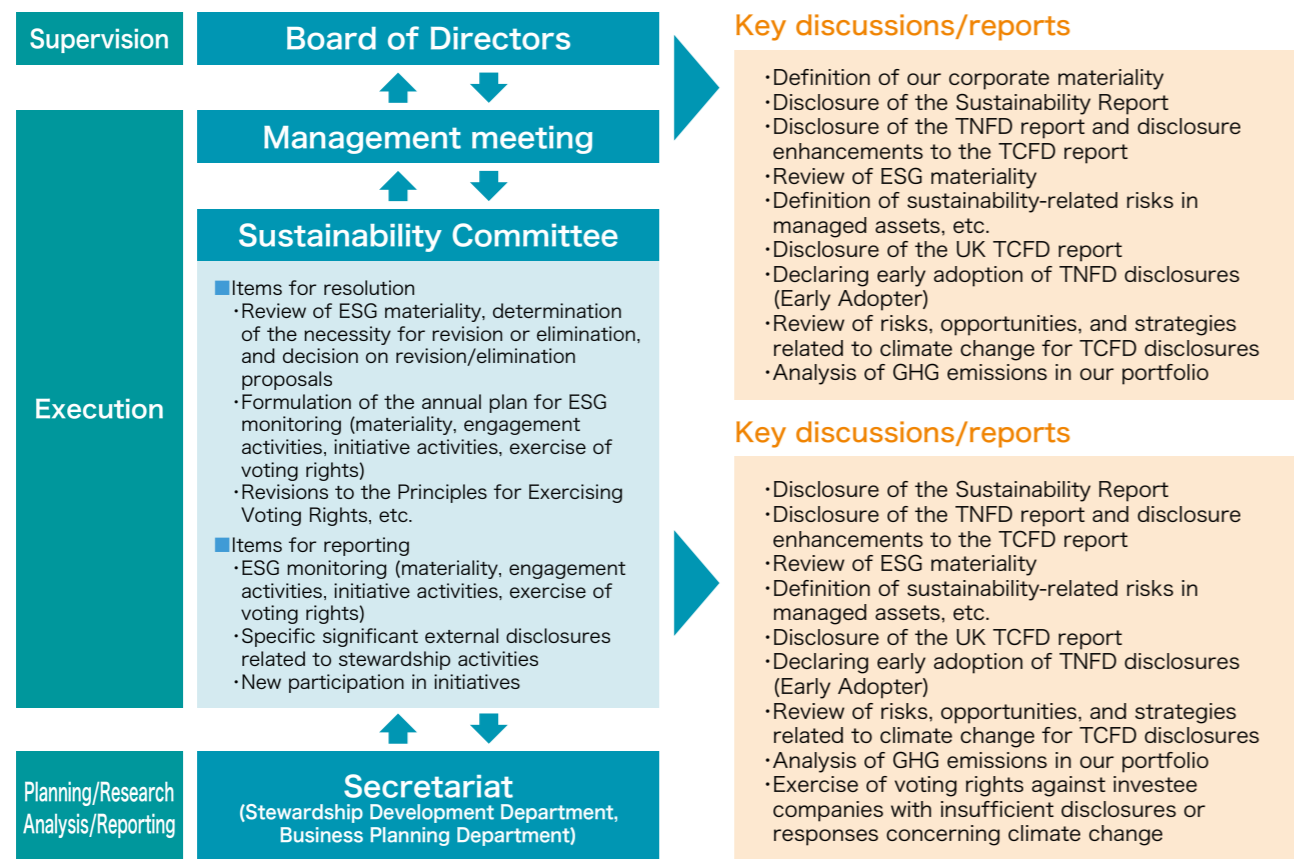 Supervision
Board of Directors
Management meeting
Execution
Sustainability Committee
■Items for resolution
・Review of ESG materiality, determination
of the necessity for revision or elimination,
and decision on revision/elimination
proposals
・Formulation of the annual plan for ESG
monitoring (materiality, engagement
activities, initiative activities, exercise of
voting rights)
・Revisions to the Principles for Exercising
Voting Rights, etc.
■Items for reporting
・ESG monitoring (materiality, engagement
activities, initiative activities, exercise of
voting rights)
・Specific significant external disclosures
related to stewardship activities
・New participation in initiatives
Planning/Research
Analysis/Reporting
Secretariat
(Stewardship Development Department,
Business Planning Department)
Key discussions/reports
・Definition of our corporate materiality
・Disclosure of the Sustainability Report
・Disclosure of the TNFD report and disclosure
enhancements to the TCFD report
・Review of ESG materiality
・Definition of sustainability-related risks in
managed assets, etc.
・Disclosure of the UK TCFD report
・Declaring early adoption of TNFD disclosures
(Early Adopter)
・Review of risks, opportunities, and strategies
related to climate change for TCFD disclosures
・Analysis of GHG emissions in our portfolio
Key discussions/reports
・Disclosure of the Sustainability Report
・Disclosure of the TNFD report and disclosure
enhancements to the TCFD report
・Review of ESG materiality
・Definition of sustainability-related risks in
managed assets, etc.
・Disclosure of the UK TCFD report
・Declaring early adoption of TNFD disclosures
(Early Adopter)
・Review of risks, opportunities, and strategies
related to climate change for TCFD disclosures
・Analysis of GHG emissions in our portfolio
・Exercise of voting rights against investee
companies with insufficient disclosures or
responses concerning climate change